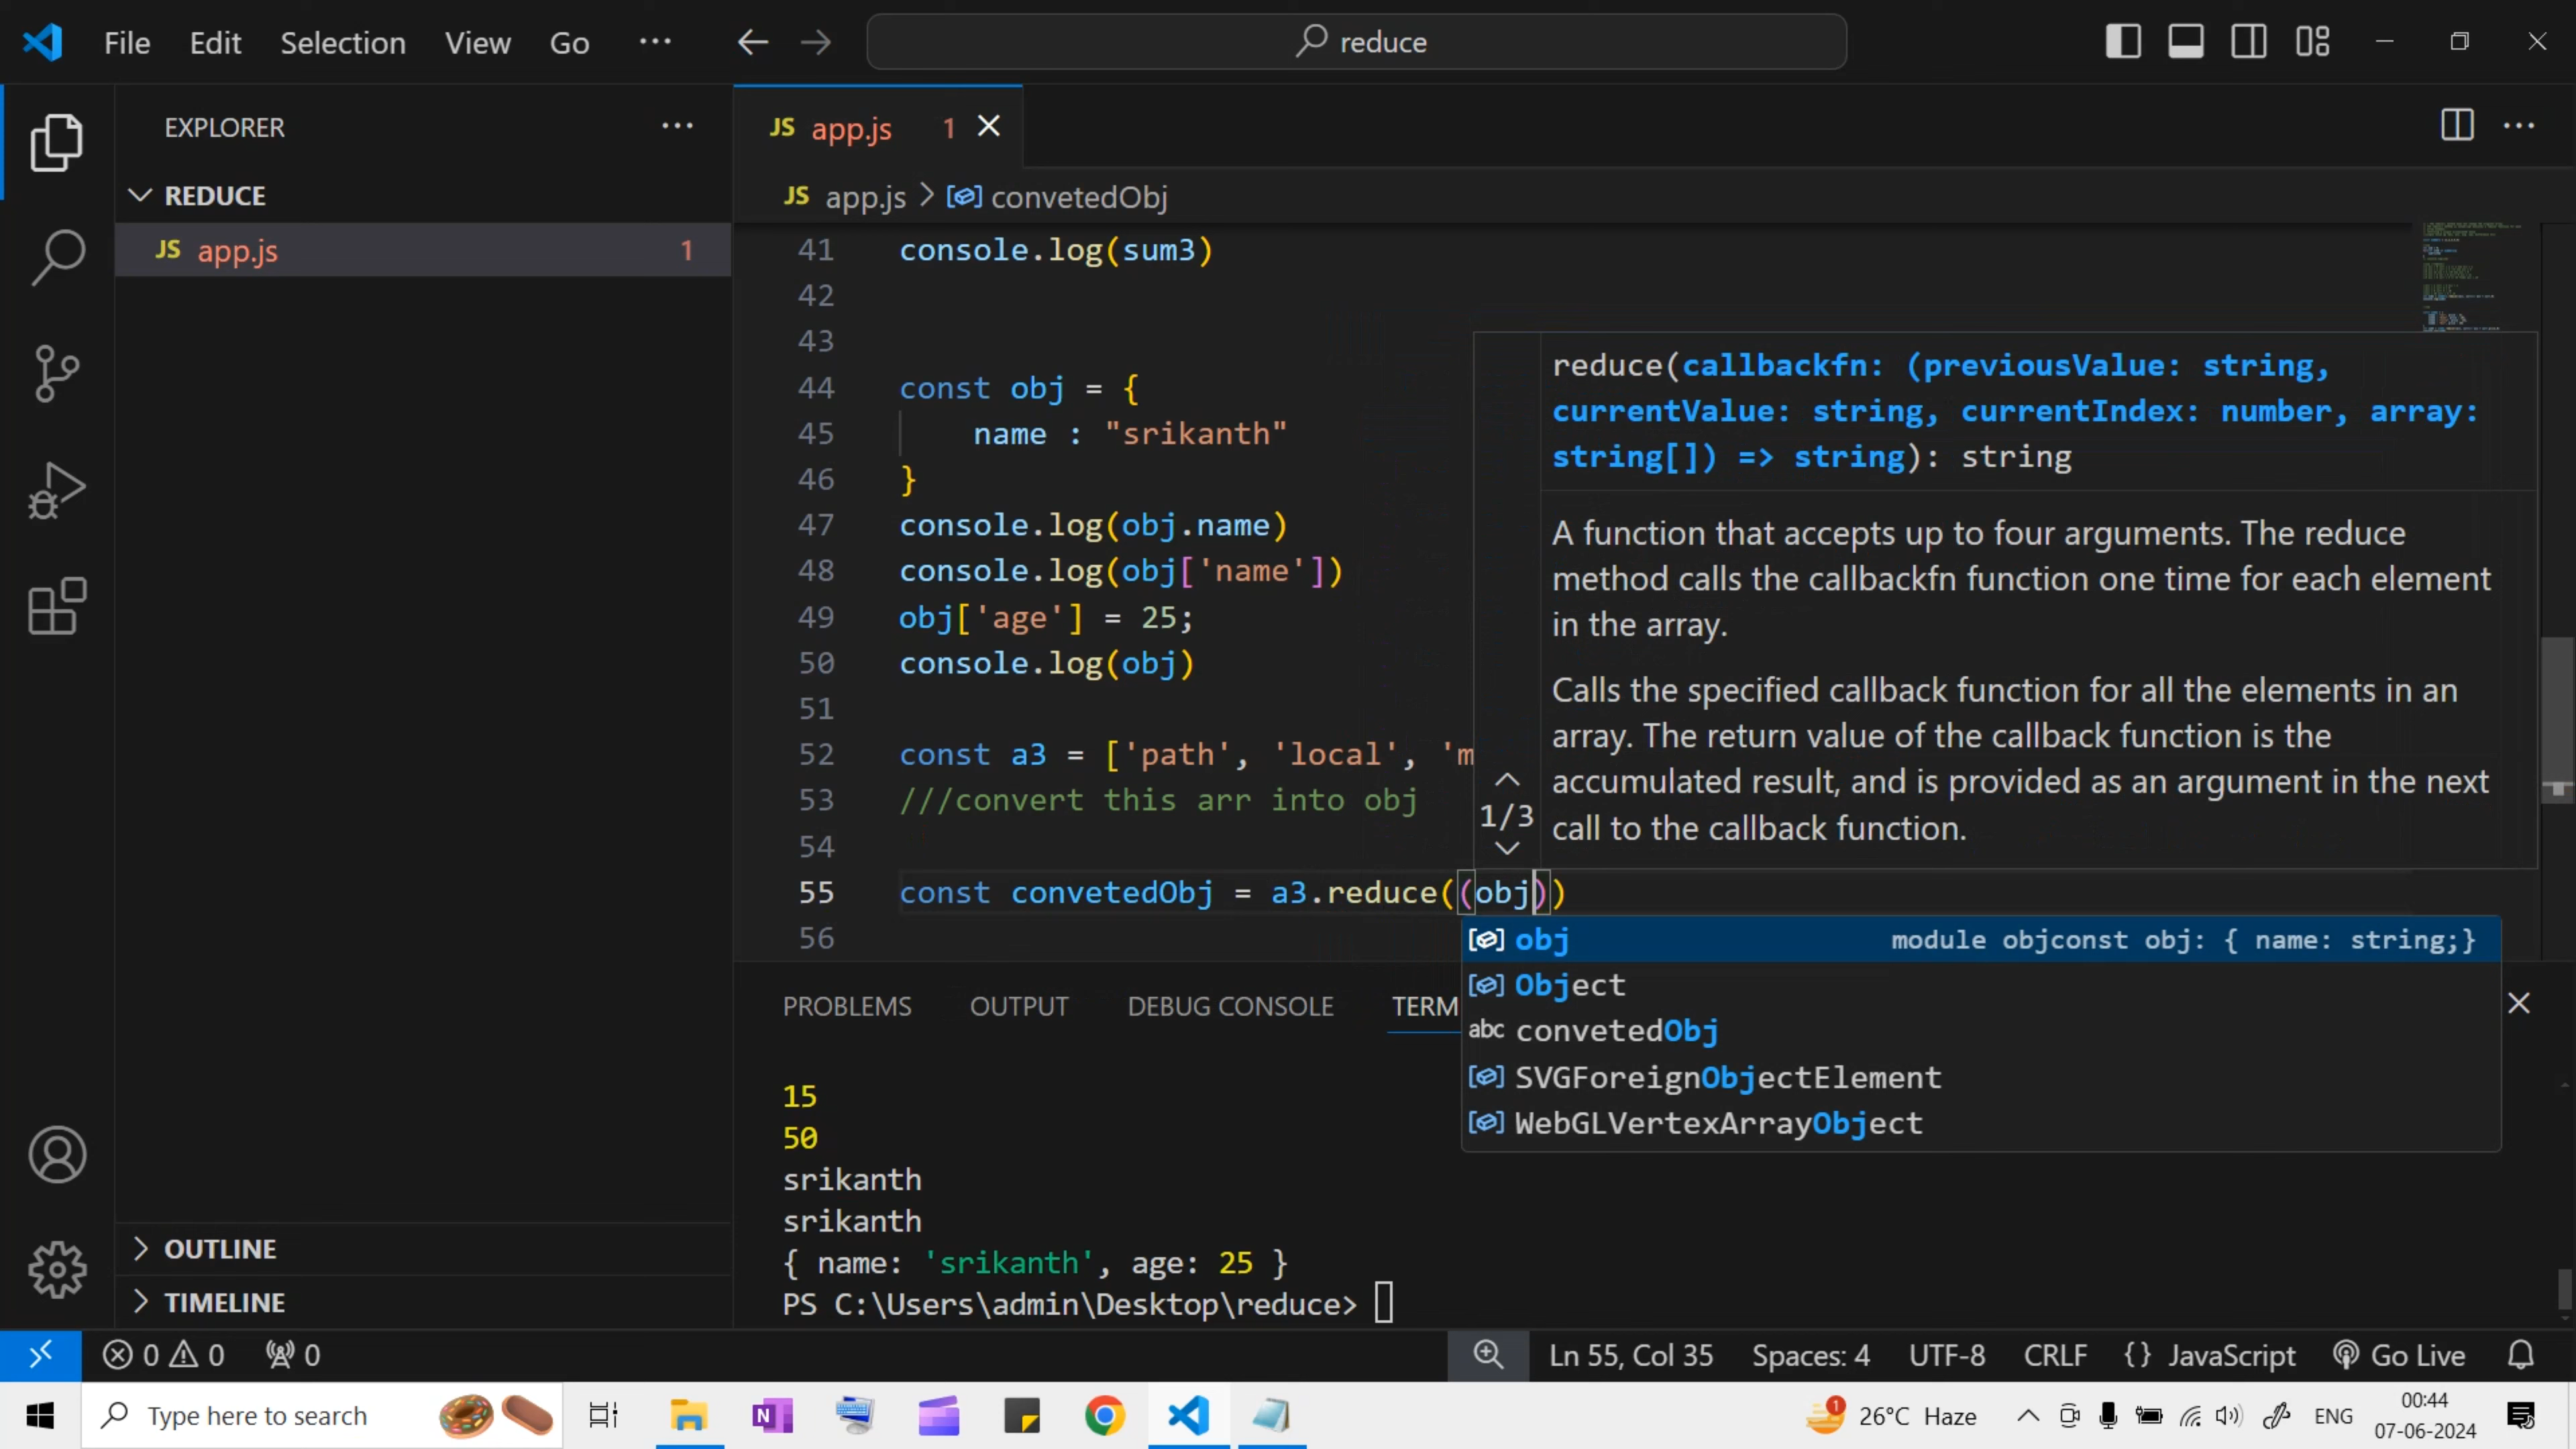 File Edit Selection View Go ... reduce
EXPLORER ...
REDUCE
JS app.js 1
OUTLINE
TIMELINE
JS app.js 1
JS app.js > convetedObj
41 console.log(sum3)
42
43
44 const obj = {
45 name : "srikanth"
46 }
47 console.log(obj.name)
48 console.log(obj['name'])
49 obj['age'] = 25;
50 console.log(obj)
51
52 const a3 = ['path', 'local', 'm
53 ///convert this arr into obj
54
55 const convetedObj = a3.reduce((obj))
56
reduce(callbackfn: (previousValue: string,
currentValue: string, currentIndex: number, array:
string[]) => string): string
A function that accepts up to four arguments. The reduce
method calls the callbackfn function one time for each element
in the array.
Calls the specified callback function for all the elements in an
array. The return value of the callback function is the
accumulated result, and is provided as an argument in the next
call to the callback function.
1/3
obj module objconst obj: { name: string;}
Object
abc convetedObj
SVGForeignObjectElement
WebGLVertexArrayObject
PROBLEMS OUTPUT DEBUG CONSOLE TERM
15
50
srikanth
srikanth
{ name: 'srikanth', age: 25 }
PS C:\Users\admin\Desktop\reduce>
0 0 0 Ln 55, Col 35 Spaces: 4 UTF-8 CRLF {} JavaScript Go Live
Type here to search 1 26°C Haze ENG 00:44
07-06-2024